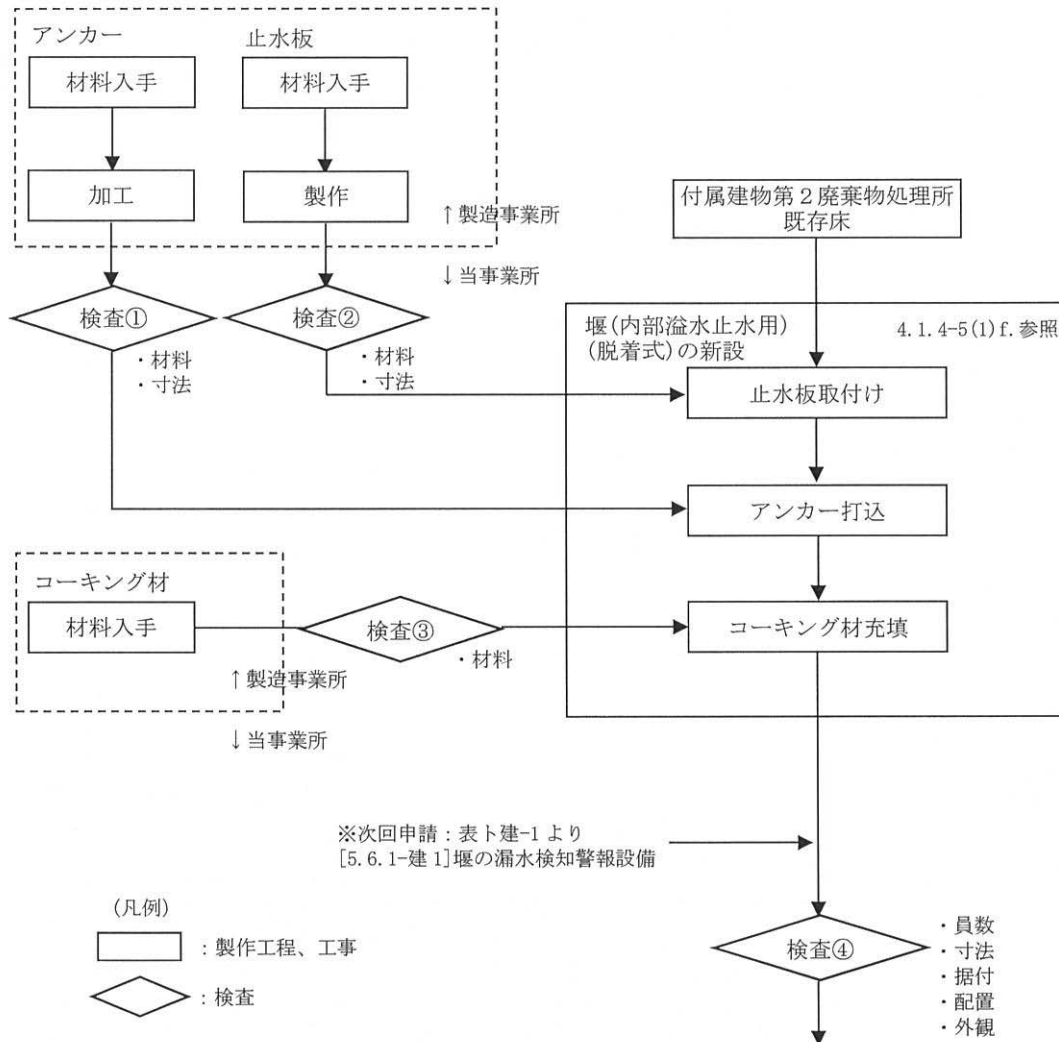 アンカー
止水板
材料入手
材料入手
加工
製作
↑製造事業所
↓当事業所
付属建物第２廃棄物処理所
既存床
検査①
・材料
・寸法
検査②
・材料
・寸法
堰(内部溢水止水用)
(脱着式)の新設
4.1.4-5(1)f.参照
止水板取付け
アンカー打込
コーキング材
材料入手
検査③
・材料
コーキング材充填
↑製造事業所
↓当事業所
※次回申請：表ト建-1 より
[5.6.1-建 1]堰の漏水検知警報設備
(凡例)
：製作工程、工事
：検査
検査④
・員数
・寸法
・据付
・配置
・外観